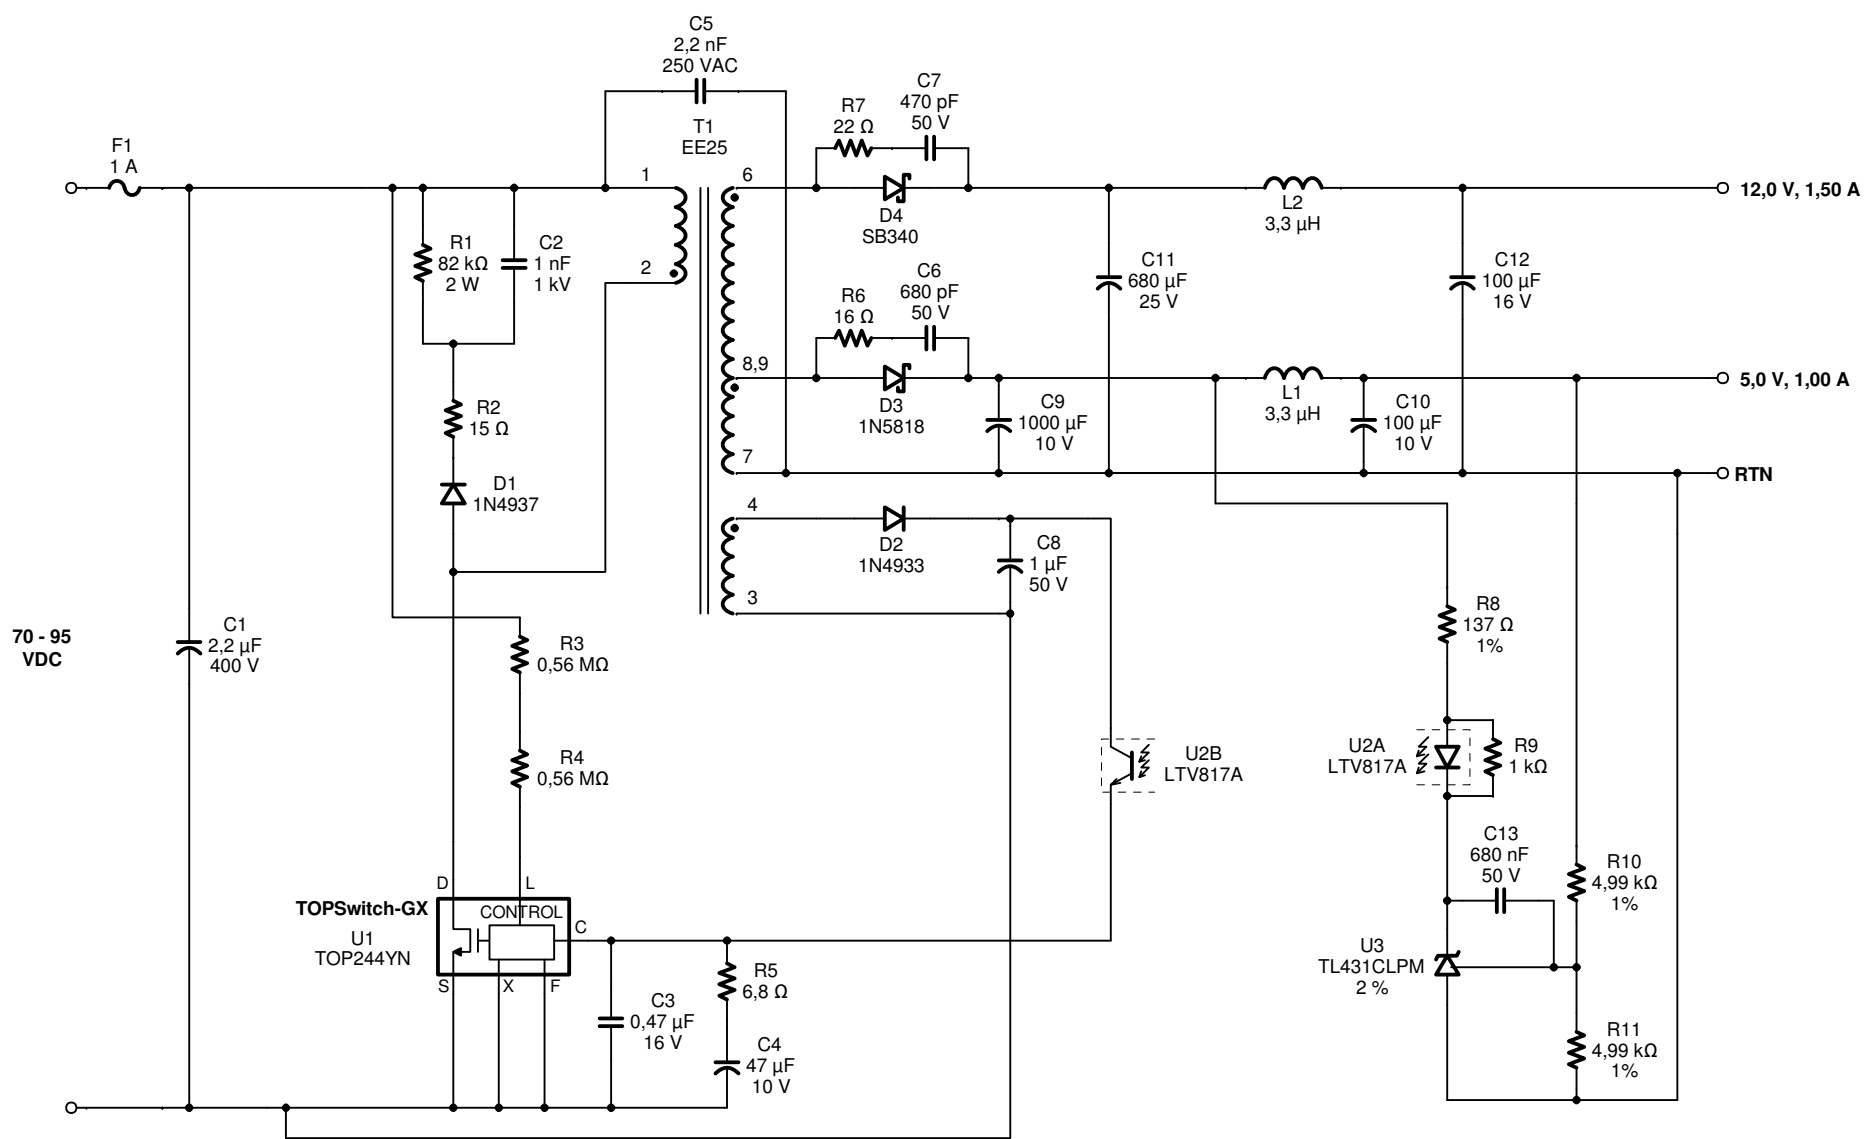 C5
2,2 nF
250 VAC
T1
EE25
F1
1 A
R7
22 Ω
C7
470 pF
50 V
1
6
D4
SB340
L2
3,3 µH
12,0 V, 1,50 A
R1
82 kΩ
2 W
C2
1 nF
1 kV
2
C11
680 µF
25 V
C12
100 µF
16 V
R6
16 Ω
C6
680 pF
50 V
8,9
D3
1N5818
L1
3,3 µH
5,0 V, 1,00 A
C9
1000 µF
10 V
C10
100 µF
10 V
R2
15 Ω
7
RTN
D1
1N4937
4
D2
1N4933
C8
1 µF
50 V
3
70 - 95
VDC
C1
2,2 µF
400 V
R3
0,56 MΩ
R8
137 Ω
1%
R4
0,56 MΩ
U2B
LTV817A
U2A
LTV817A
R9
1 kΩ
C13
680 nF
50 V
R10
4,99 kΩ
1%
D
L
TOPSwitch-GX
CONTROL
C
U1
TOP244YN
S
X
F
R5
6,8 Ω
U3
TL431CLPM
2 %
C3
0,47 µF
16 V
C4
47 µF
10 V
R11
4,99 kΩ
1%